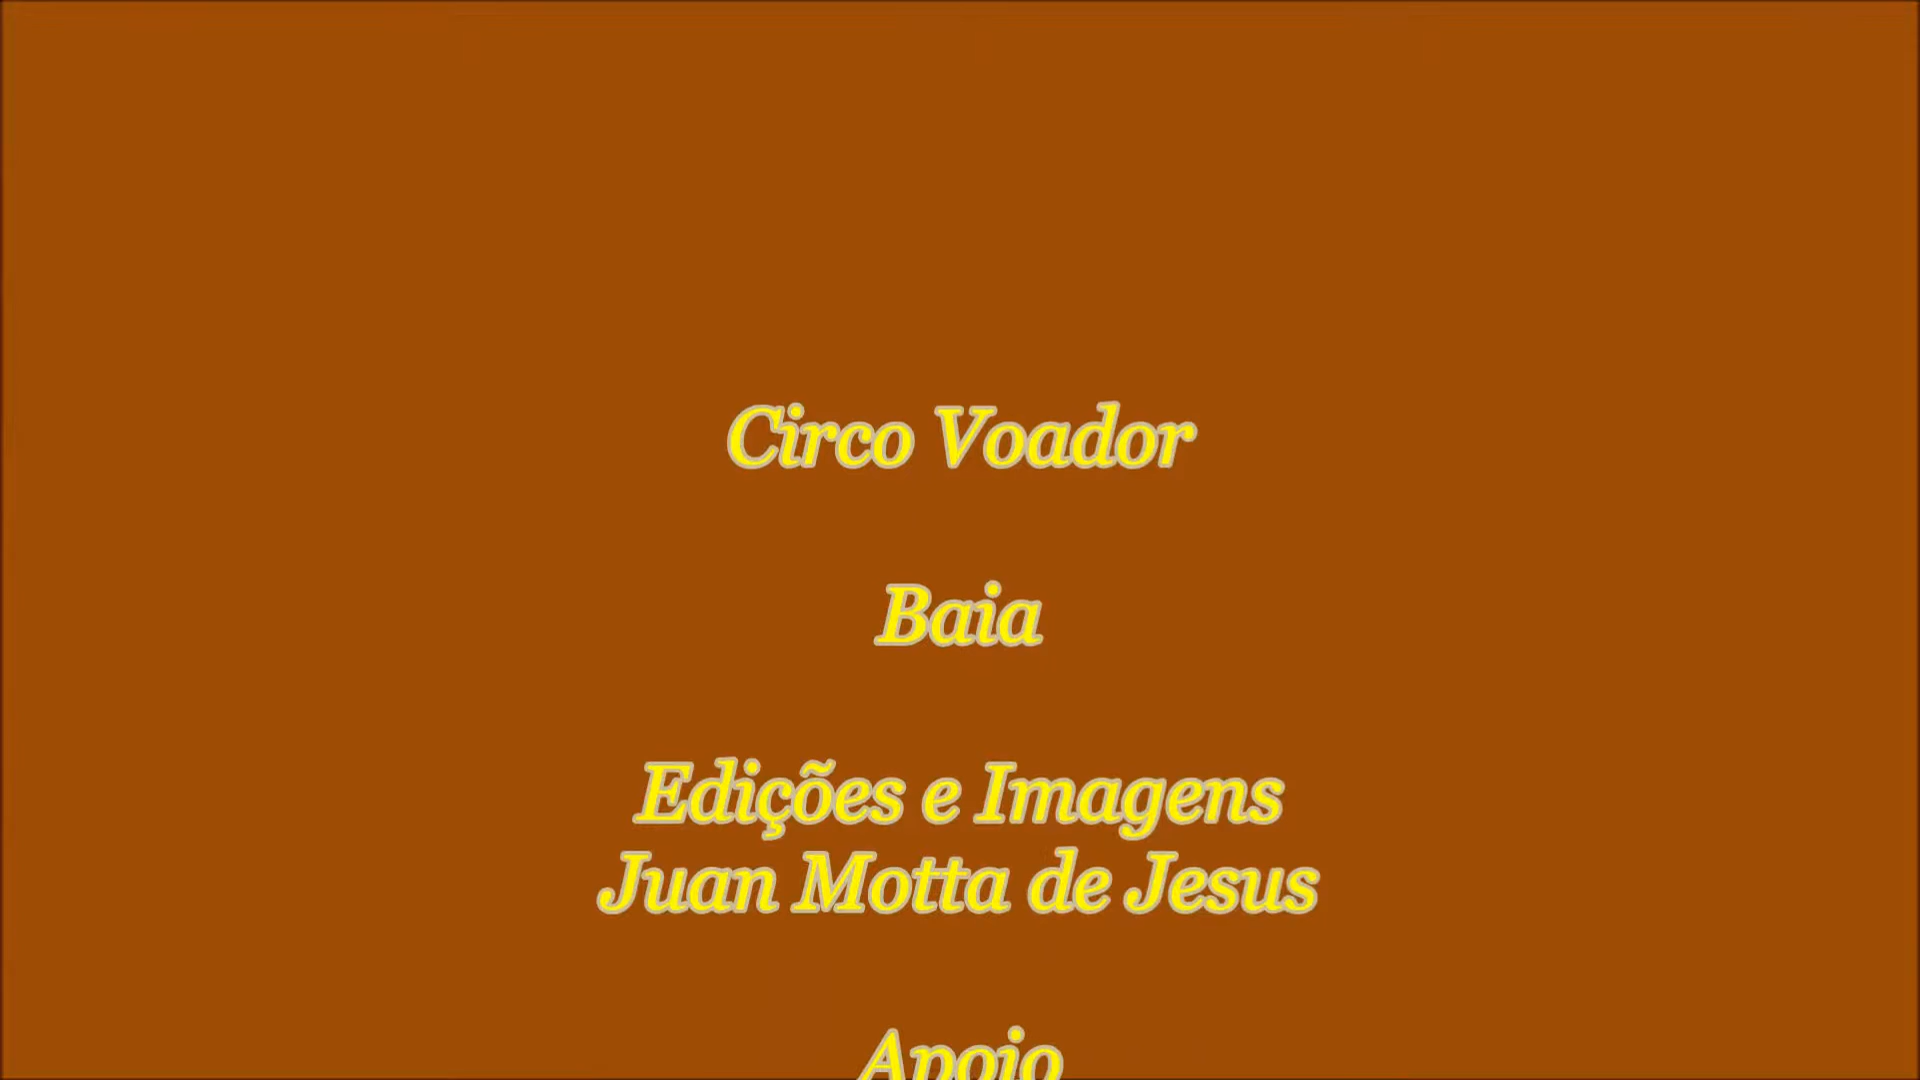 Circo Voador
Baia
Edições e Imagens
Juan Motta de Jesus
Apoio